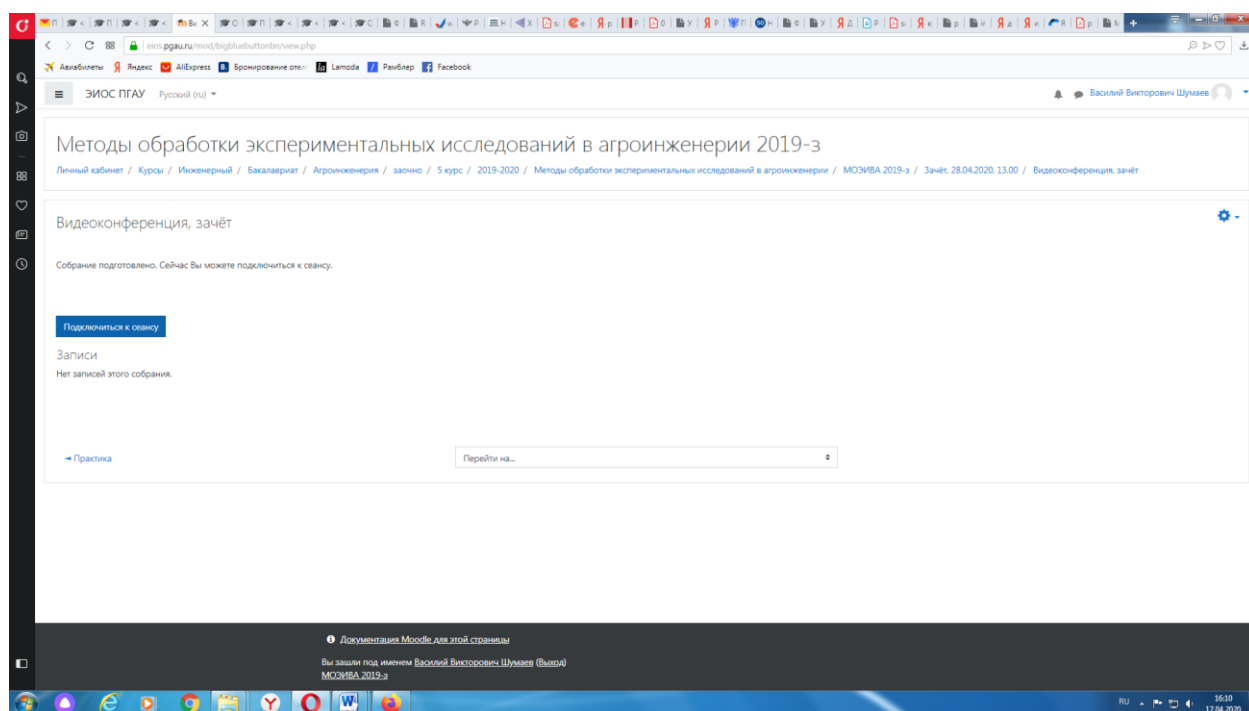 eios.pgau.ru/mod/bigbluebuttonbn/view.php
Авиабилеты Яндекс AliExpress Бронирование отел Lamoda Рамблер Facebook
ЭИОС ПГАУ Русский (ru) Василий Викторович Шумаев
Методы обработки экспериментальных исследований в агроинженерии 2019-з
Личный кабинет / Курсы / Инженерный / Бакалавриат / Агроинженерия / заочно / 5 курс / 2019-2020 / Методы обработки экспериментальных исследований в агроинженерии / МОЭИВА 2019-з / Зачёт. 28.04.2020. 13.00 / Видеоконференция, зачёт
Видеоконференция, зачёт
Собрание подготовлено. Сейчас Вы можете подключиться к сеансу.
Подключиться к сеансу
Записи
Нет записей этого собрания.
◄ Практика Перейти на...
Документация Moodle для этой страницы
Вы зашли под именем Василий Викторович Шумаев (Выход)
МОЭИВА 2019-з
RU 16:10
17.04.2020